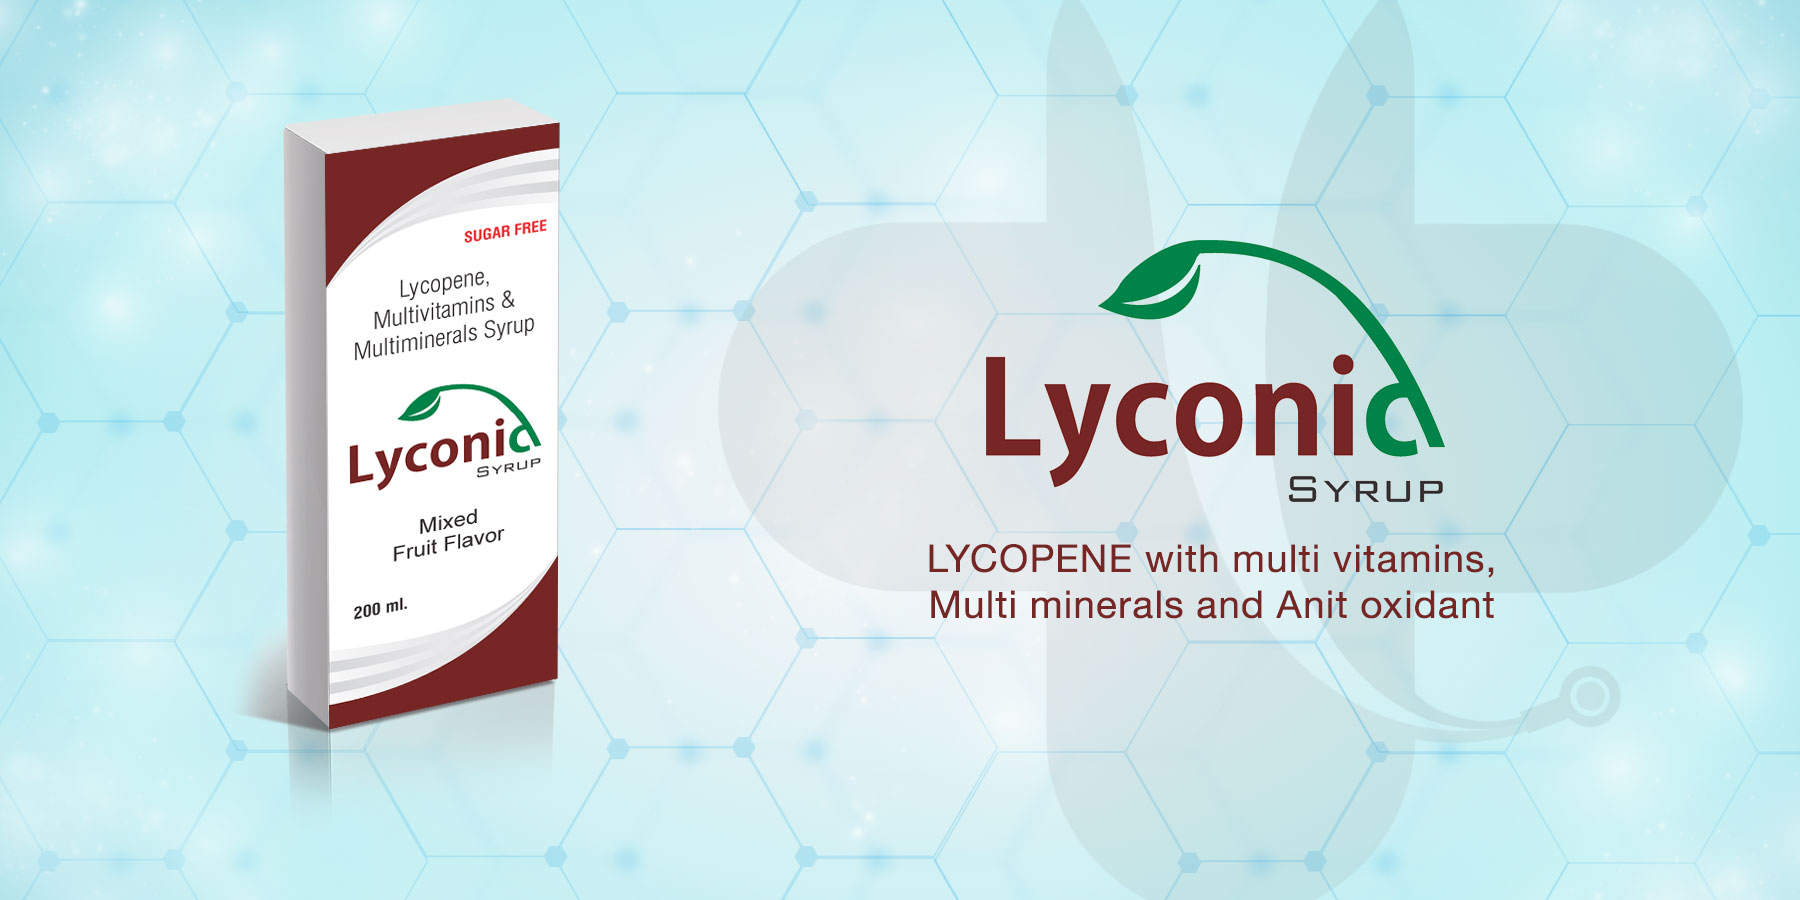 SUGAR FREE
Lycopene,
Multivitamins &
Multiminerals Syrup
Lyconic
SYRUP
Mixed
Fruit Flavor
200 ml.
Lyconic
SYRUP
LYCOPENE with multi vitamins,
Multi minerals and Anit oxidant